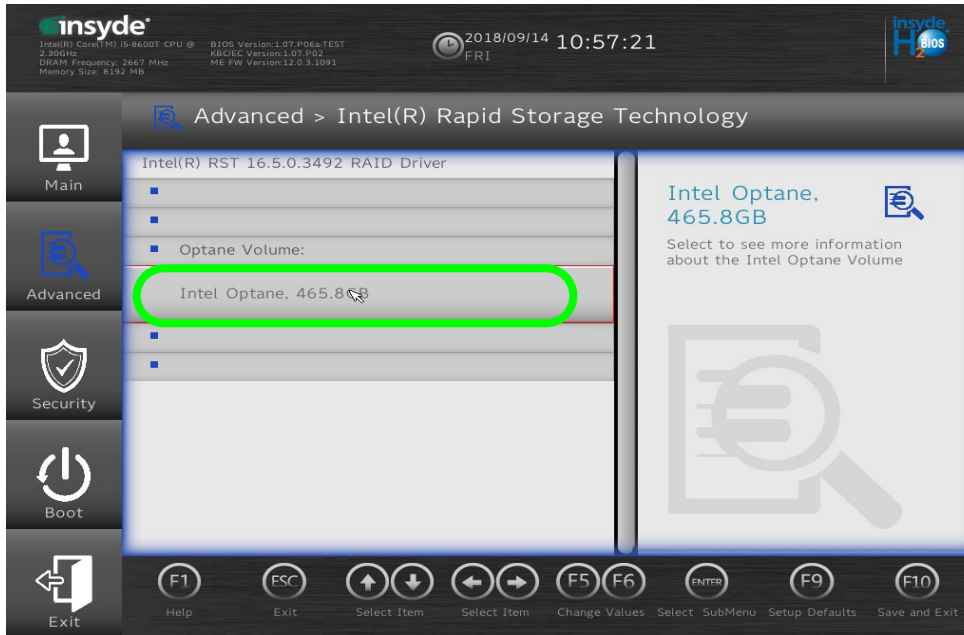 insyde®
Intel(R) Core(TM) i5-8600T CPU @
2.30GHz
DRAM Frequency: 2667 MHz
Memory Size: 8192 MB
BIOS Version:1.07.P06a-TEST
KBC/EC Version:1.07.P02
ME FW Version:12.0.3.1091
2018/09/14 10:57:21
FRI
insyde
H2BIOS
Advanced > Intel(R) Rapid Storage Technology
Main
Advanced
Security
Boot
Exit
Intel(R) RST 16.5.0.3492 RAID Driver
Optane Volume:
Intel Optane, 465.8GB
Intel Optane,
465.8GB
Select to see more information
about the Intel Optane Volume
F1 ESC F5 F6 ENTER F9 F10
Help Exit Select Item Select Item Change Values Select SubMenu Setup Defaults Save and Exit